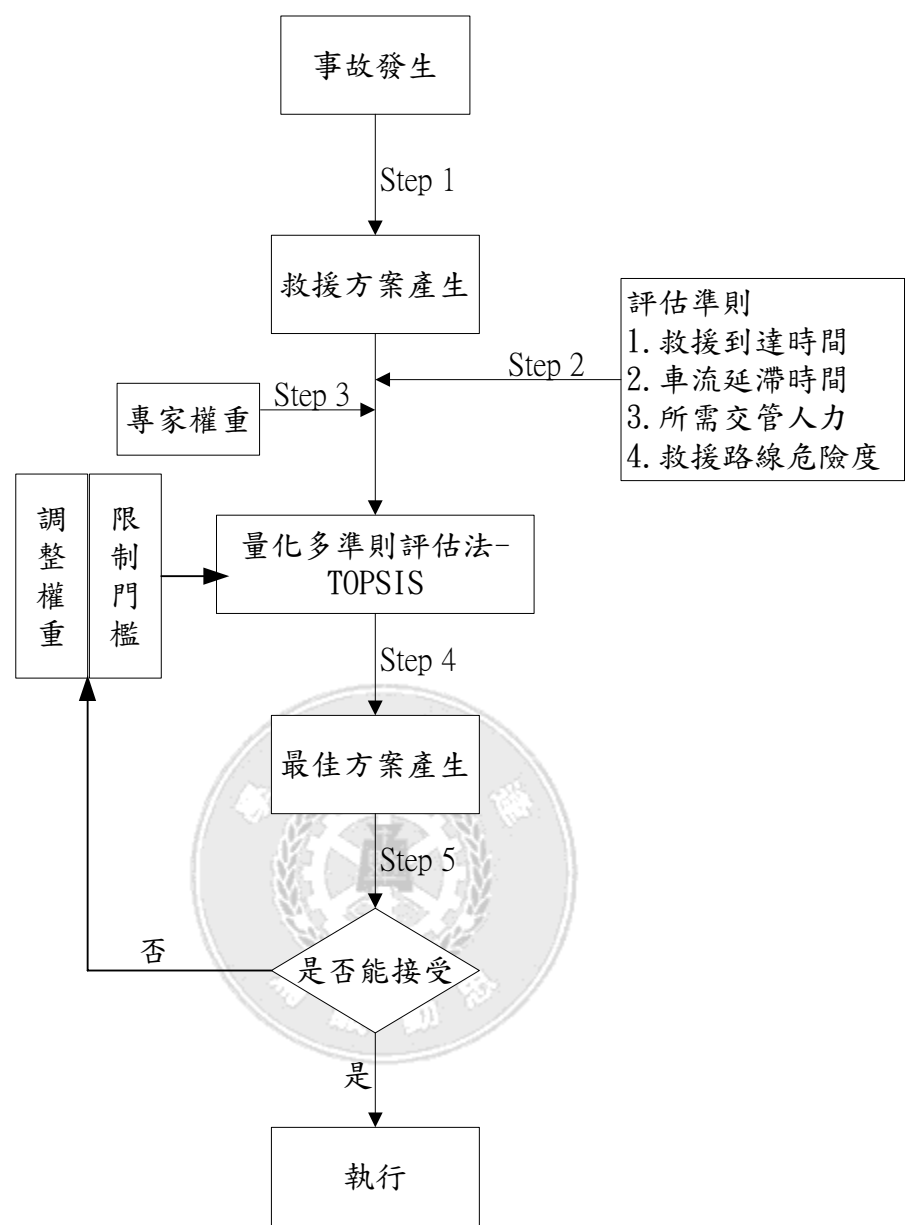 事故發生
Step 1
救援方案產生
評估準則
1.救援到達時間
2.車流延滯時間
3.所需交管人力
4.救援路線危險度
Step 2
Step 3
專家權重
調整權重
限制門檻
量化多準則評估法-
TOPSIS
Step 4
最佳方案產生
Step 5
是否能接受
否
是
執行